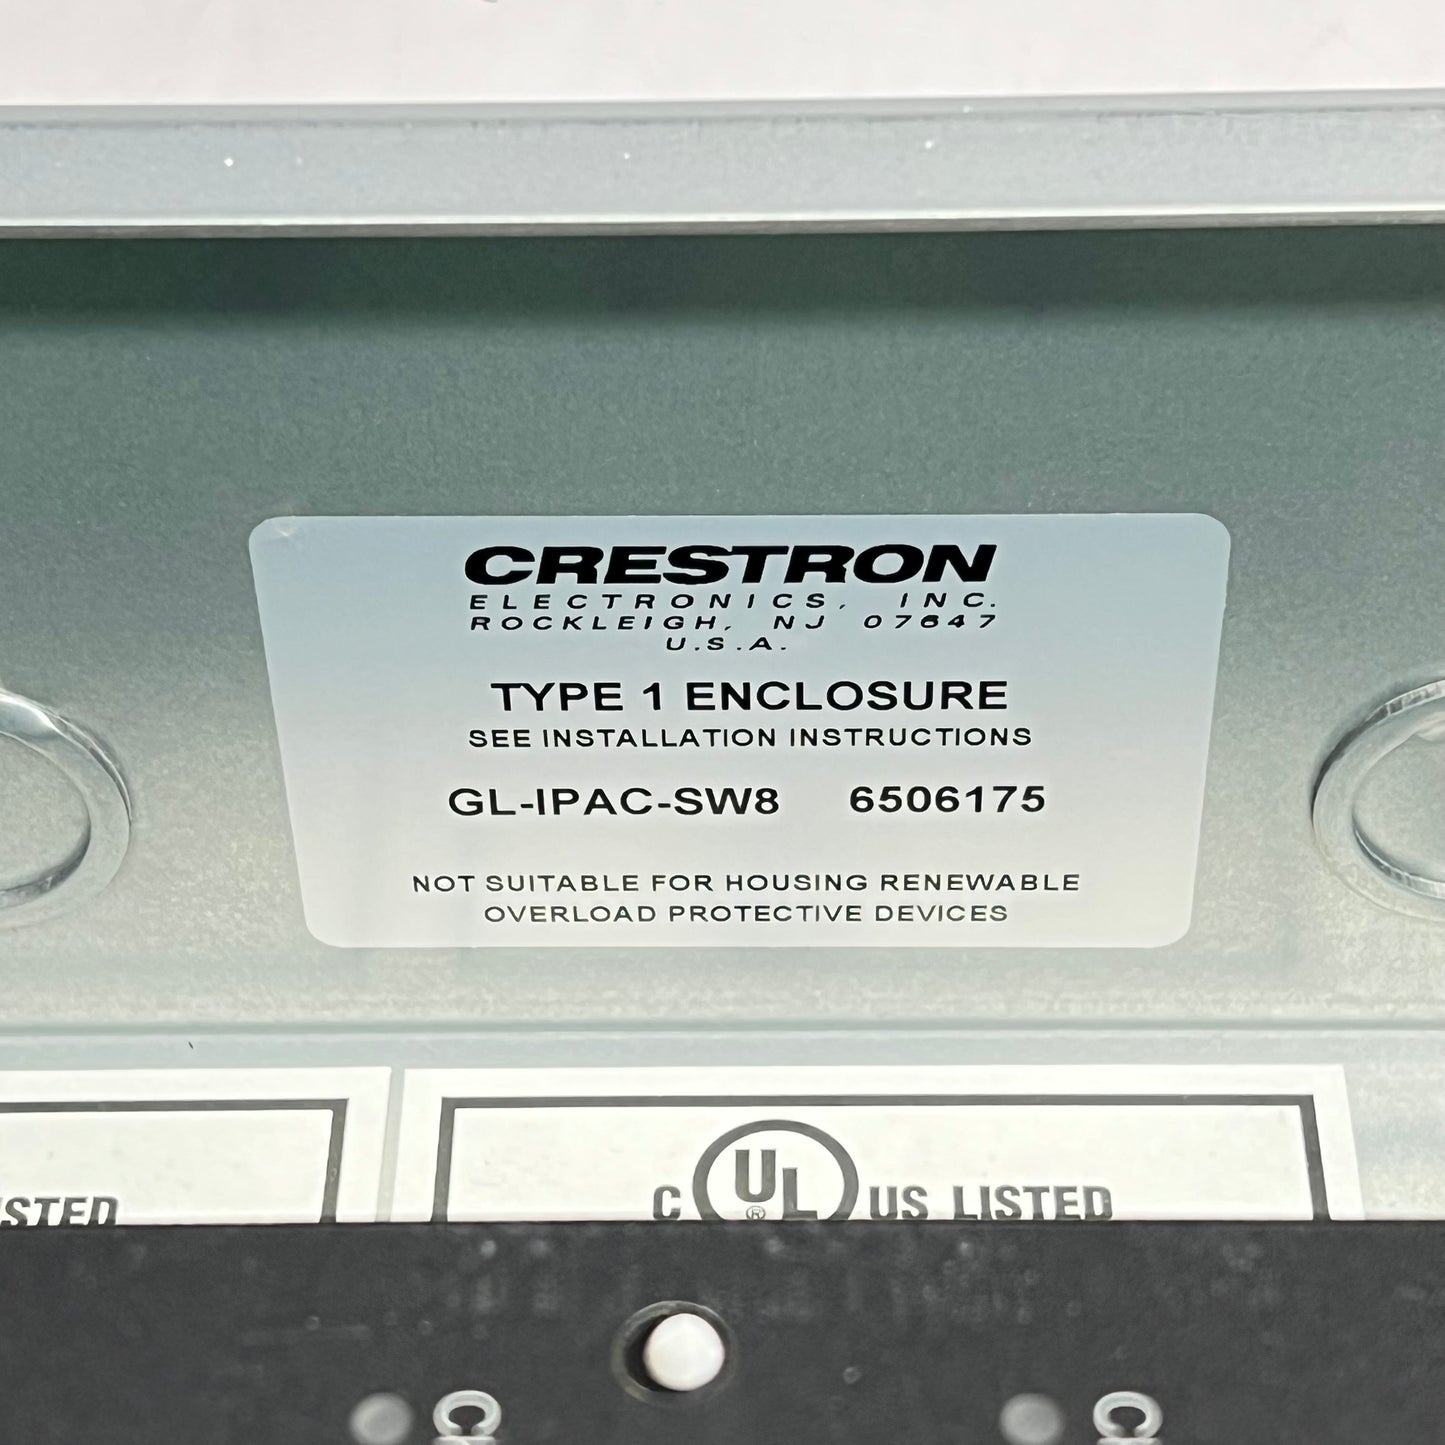 CRESTRON
ELECTRONICS, INC.
ROCKLEIGH, NJ 07647
U.S.A.
TYPE 1 ENCLOSURE
SEE INSTALLATION INSTRUCTIONS
GL-IPAC-SW8 6506175
NOT SUITABLE FOR HOUSING RENEWABLE
OVERLOAD PROTECTIVE DEVICES
C UL ® US LISTED